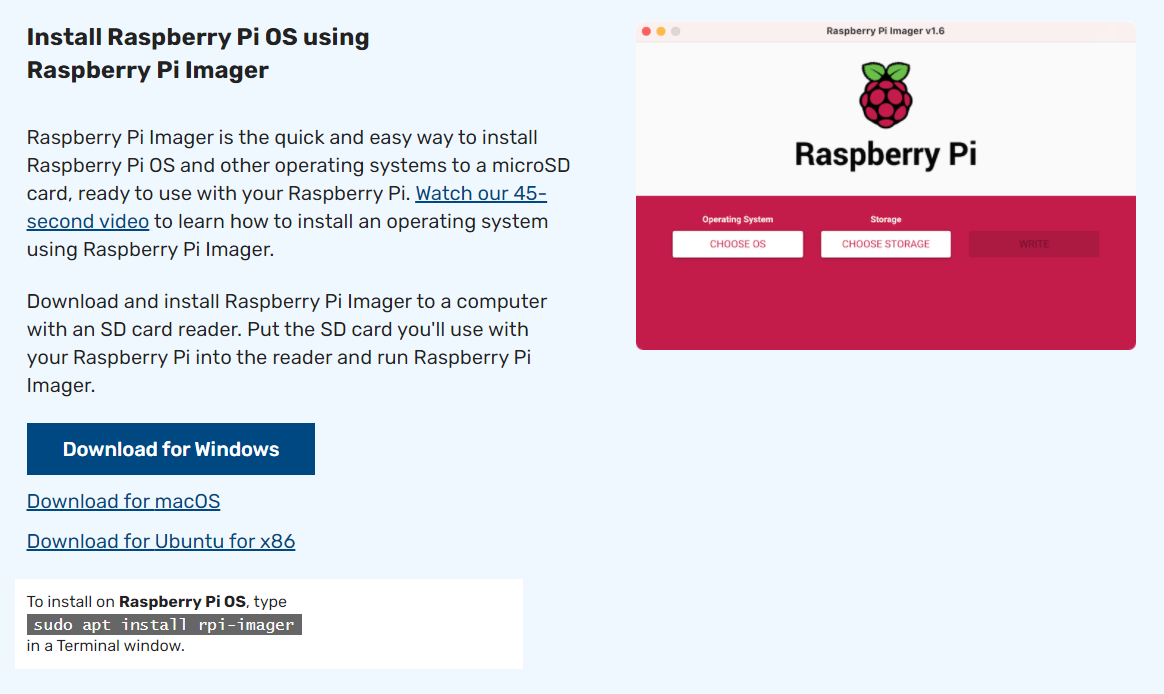 Install Raspberry Pi OS using
Raspberry Pi Imager
Raspberry Pi Imager is the quick and easy way to install
Raspberry Pi OS and other operating systems to a microSD
card, ready to use with your Raspberry Pi. Watch our 45-
second video to learn how to install an operating system
using Raspberry Pi Imager.
Download and install Raspberry Pi Imager to a computer
with an SD card reader. Put the SD card you'll use with
your Raspberry Pi into the reader and run Raspberry Pi
Imager.
Download for Windows
Download for macOS
Download for Ubuntu for x86
To install on Raspberry Pi OS, type
sudo apt install rpi-imager
in a Terminal window.
Raspberry Pi Imager v1.6
Raspberry Pi
Operating System
Storage
CHOOSE OS
CHOOSE STORAGE
WRITE